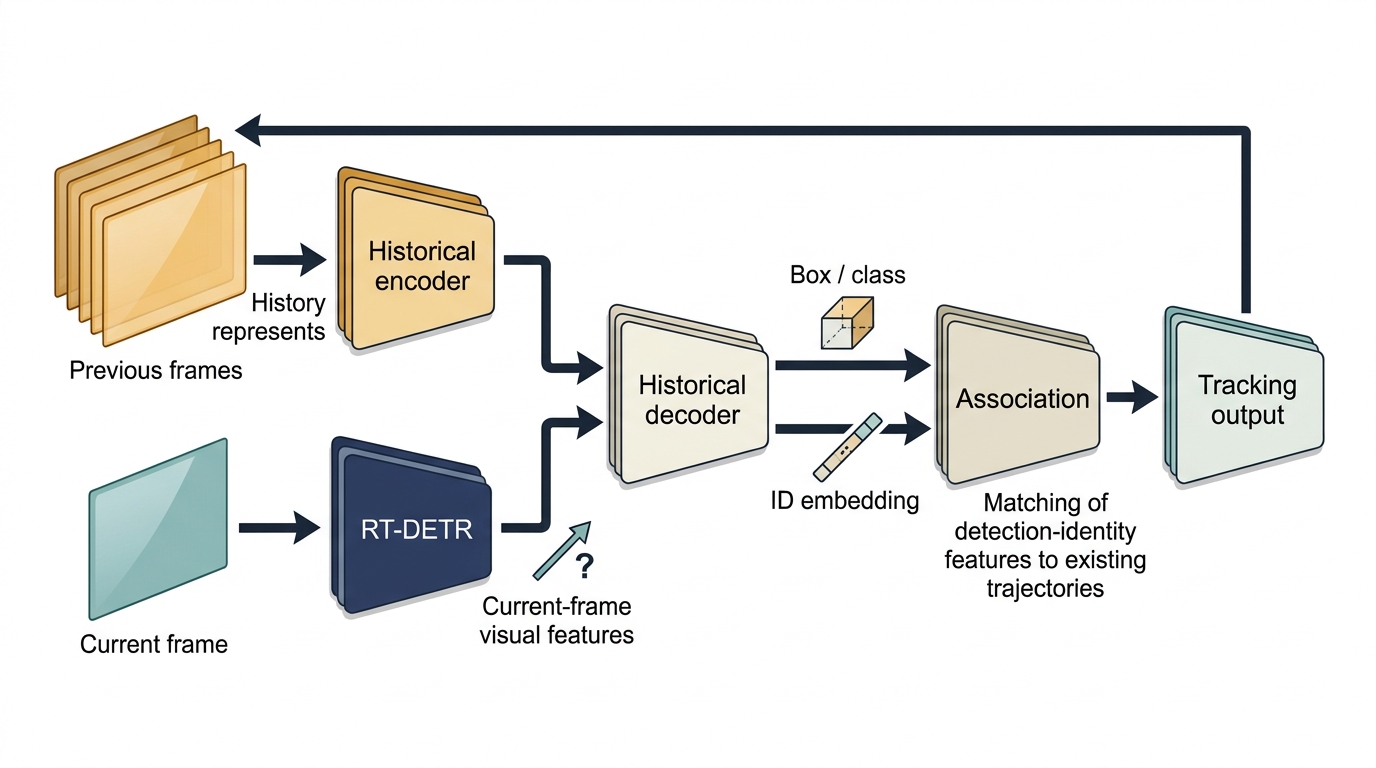 Previous frames
History
represents
Historical
encoder
Current frame
RT-DETR
?
Current-frame
visual features
Historical
decoder
Box / class
ID embedding
Association
Matching of
detection-identity
features to existing
trajectories
Tracking
output